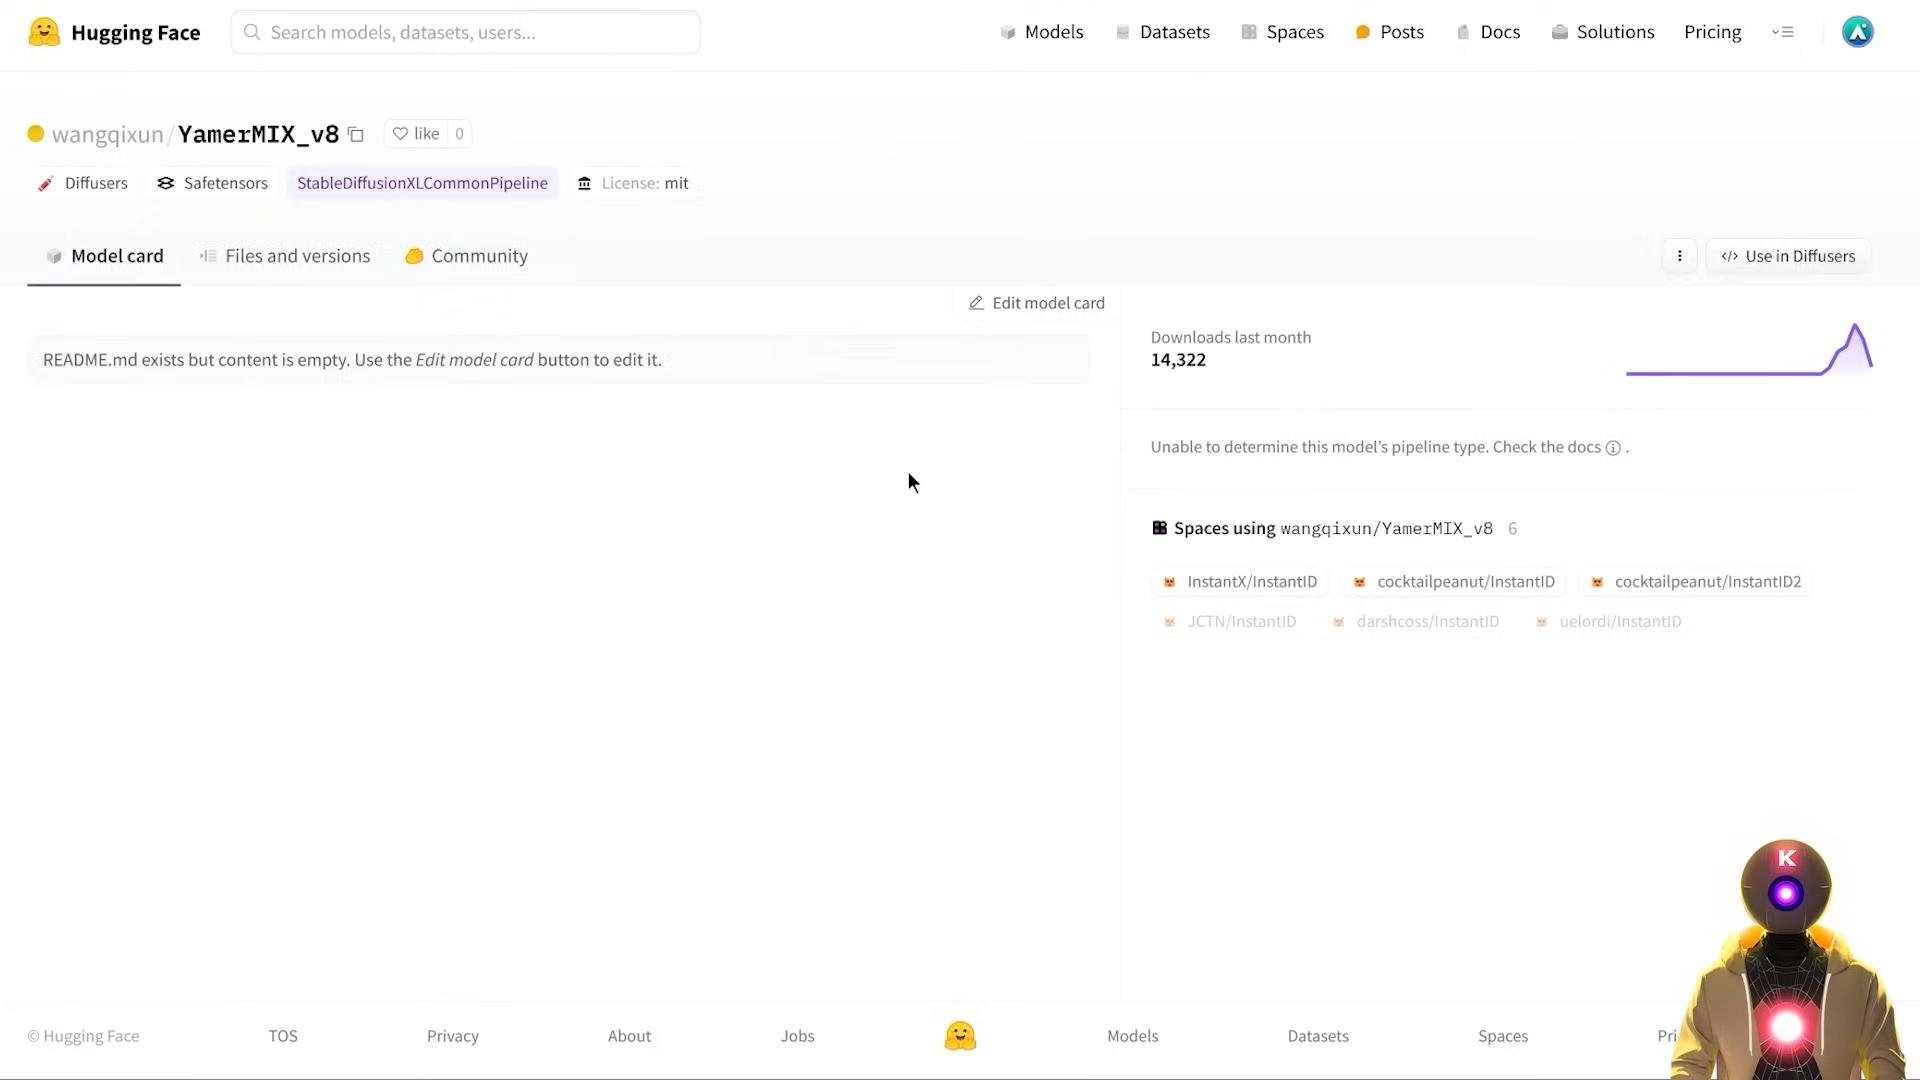 Hugging Face
Search models, datasets, users...
Models
Datasets
Spaces
Posts
Docs
Solutions
Pricing
wangqixun/YamerMIX_v8
like 0
Diffusers
Safetensors
StableDiffusionXLCommonPipeline
License: mit
Model card
Files and versions
Community
</> Use in Diffusers
Edit model card
README.md exists but content is empty. Use the Edit model card button to edit it.
Downloads last month
14,322
Unable to determine this model’s pipeline type. Check the docs ⓘ .
Spaces using wangqixun/YamerMIX_v8 6
InstantX/InstantID
cocktailpeanut/InstantID
cocktailpeanut/InstantID2
JCTN/InstantID
darshcoss/InstantID
uelordi/InstantID
K
© Hugging Face
TOS
Privacy
About
Jobs
Models
Datasets
Spaces
Pri